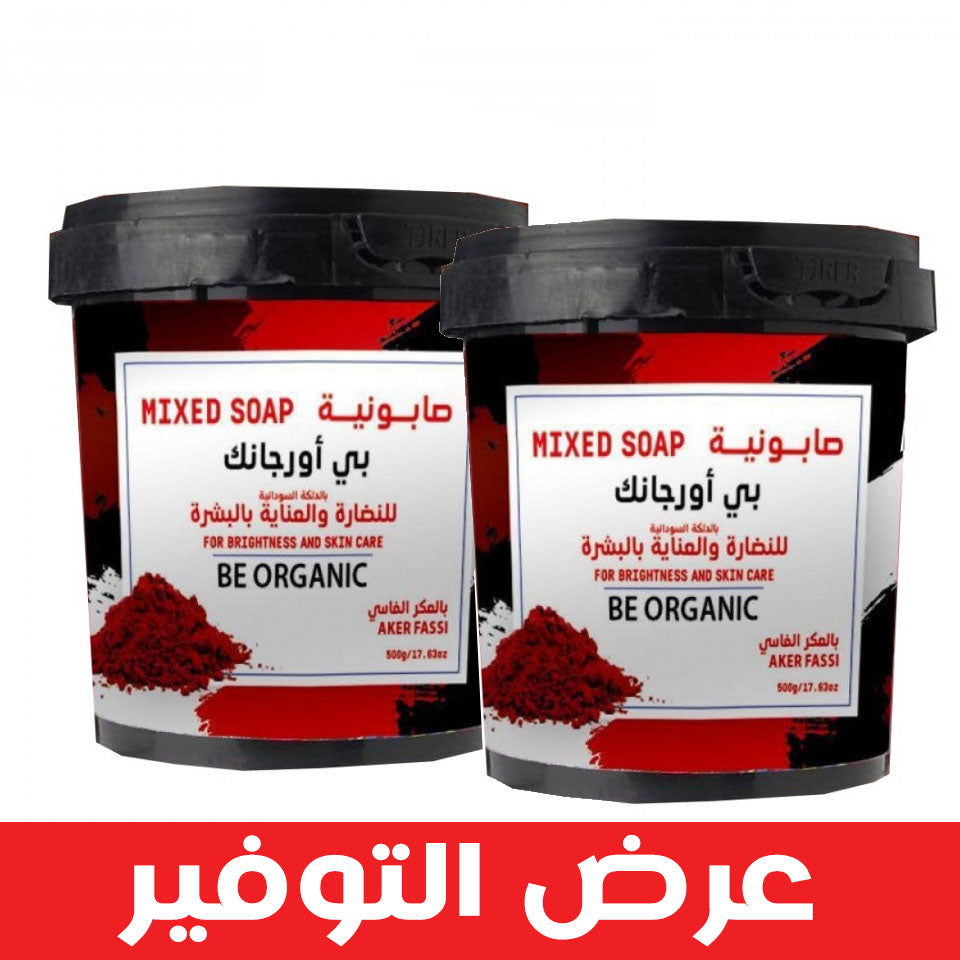 MIXED SOAP صابونية
بي أورجانك
بالدلكة السودانية
للنضارة والعناية بالبشرة
FOR BRIGHTNESS AND SKIN CARE
BE ORGANIC
بالعكر الفاسي
AKER FASSI
500g/17.63oz
MIXED SOAP صابونية
بي أورجانك
بالدلكة السودانية
للنضارة والعناية بالبشرة
FOR BRIGHTNESS AND SKIN CARE
BE ORGANIC
بالعكر الفاسي
AKER FASSI
500g/17.63oz
عرض التوفير